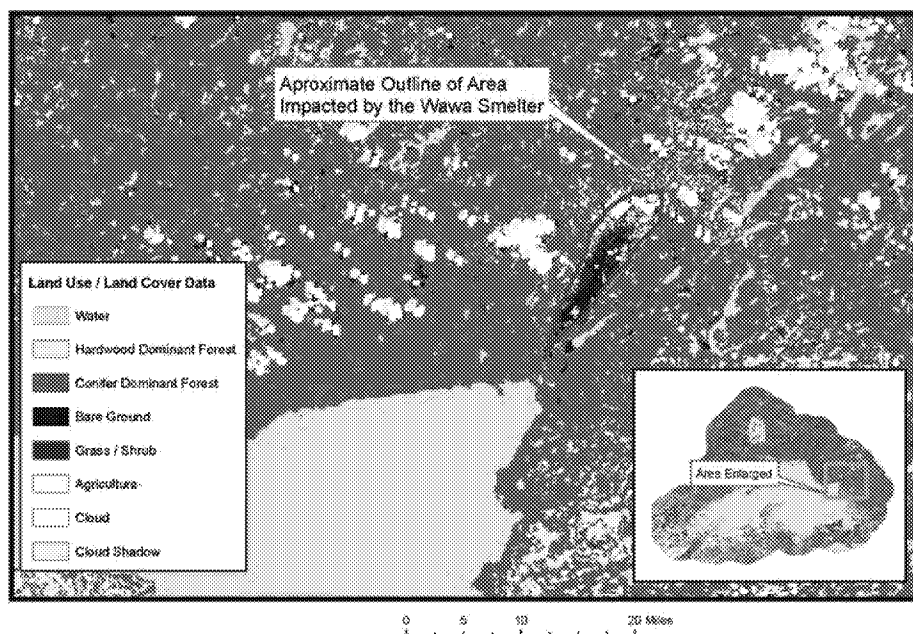 Aproximate Outline of Area
Impacted by the Wawa Smelter
Land Use / Land Cover Data
Water
Hardwood Dominant Forest
Conifer Dominant Forest
Bare Ground
Grass / Shrub
Agriculture
Cloud
Cloud Shadow
Area Enlarged
0 5 10 20 Miles